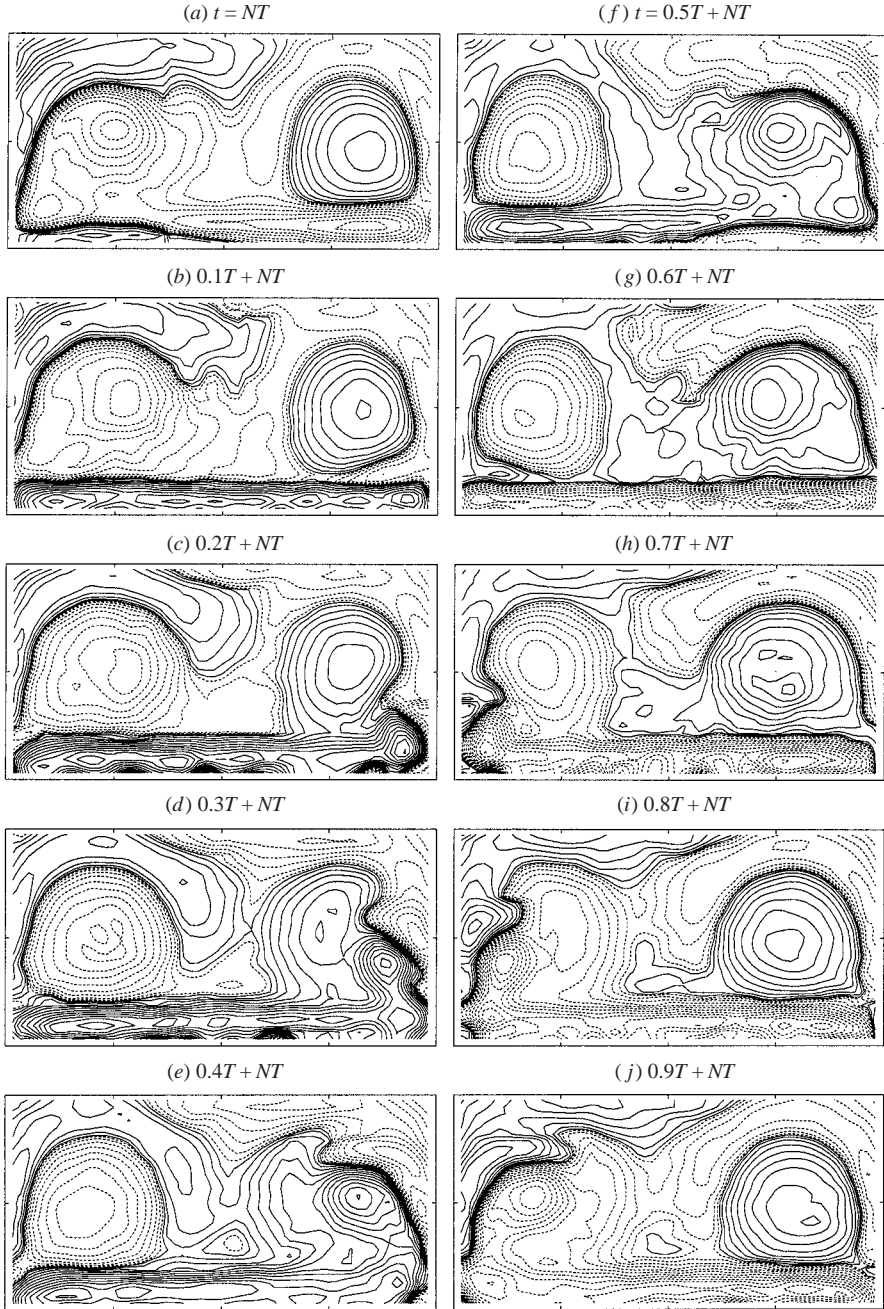 (a) t = NT
(f) t = 0.5T + NT
(b) 0.1T + NT
(g) 0.6T + NT
(c) 0.2T + NT
(h) 0.7T + NT
(d) 0.3T + NT
(i) 0.8T + NT
(e) 0.4T + NT
(j) 0.9T + NT